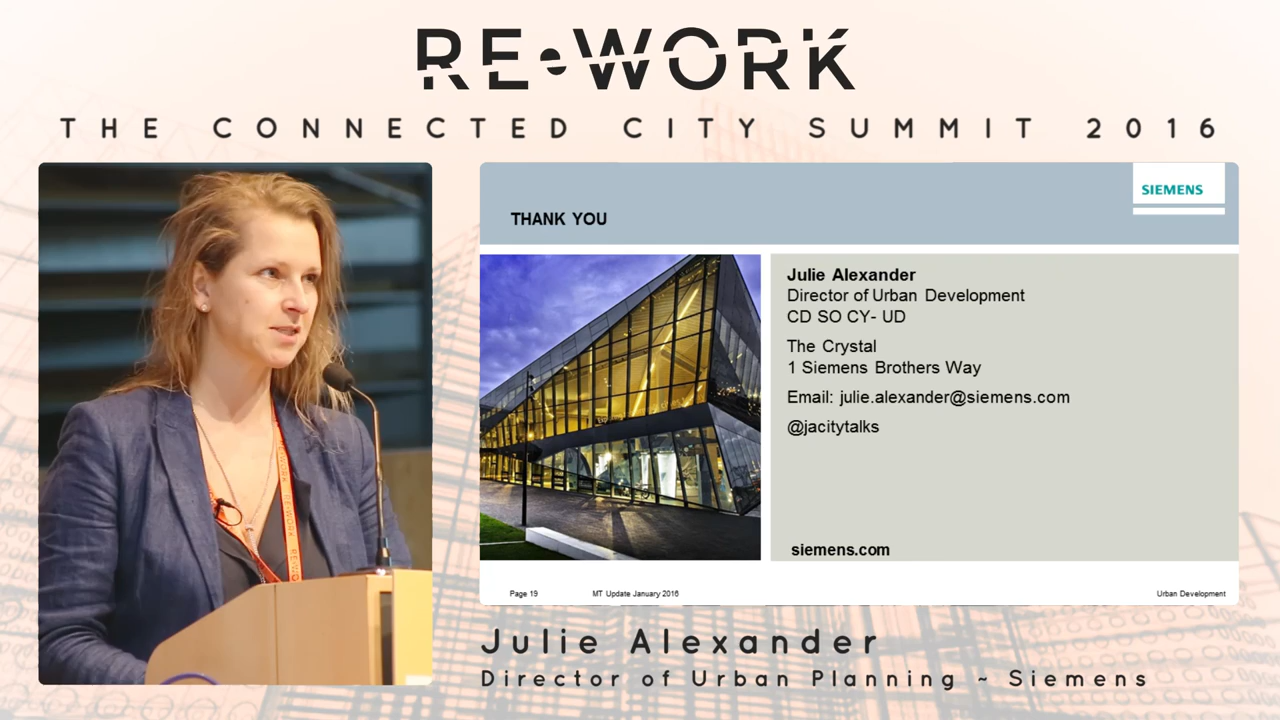 RE•WORK
THE CONNECTED CITY SUMMIT 2016
SIEMENS
THANK YOU
Julie Alexander
Director of Urban Development
CD SO CY- UD
The Crystal
1 Siemens Brothers Way
Email: julie.alexander@siemens.com
@jacitytalks
siemens.com
Page 19 MT Update January 2016 Urban Development
RE•WORK
Julie Alexander
Director of Urban Planning ~ Siemens